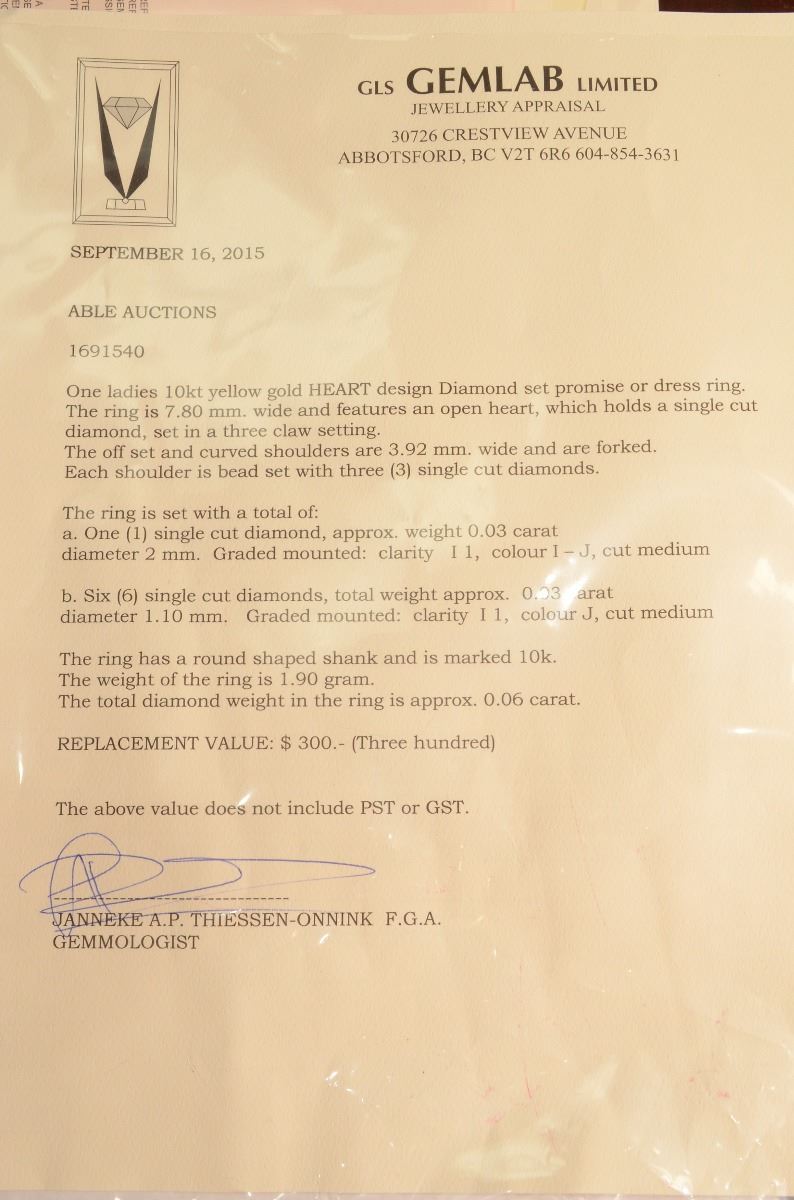 GLS GEMLAB LIMITED
JEWELLERY APPRAISAL
30726 CRESTVIEW AVENUE
ABBOTSFORD, BC V2T 6R6 604-854-3631
SEPTEMBER 16, 2015
ABLE AUCTIONS
1691540
One ladies 10kt yellow gold HEART design Diamond set promise or dress ring.
The ring is 7.80 mm. wide and features an open heart, which holds a single cut
diamond, set in a three claw setting.
The off set and curved shoulders are 3.92 mm. wide and are forked.
Each shoulder is bead set with three (3) single cut diamonds.
The ring is set with a total of:
a. One (1) single cut diamond, approx. weight 0.03 carat
diameter 2 mm. Graded mounted: clarity I 1, colour I – J, cut medium
b. Six (6) single cut diamonds, total weight approx. 0.03 arat
diameter 1.10 mm. Graded mounted: clarity I 1, colour J, cut medium
The ring has a round shaped shank and is marked 10k.
The weight of the ring is 1.90 gram.
The total diamond weight in the ring is approx. 0.06 carat.
REPLACEMENT VALUE: $ 300.- (Three hundred)
The above value does not include PST or GST.
JANNEKE A.P. THIESSEN-ONNINK F.G.A.
GEMMOLOGIST